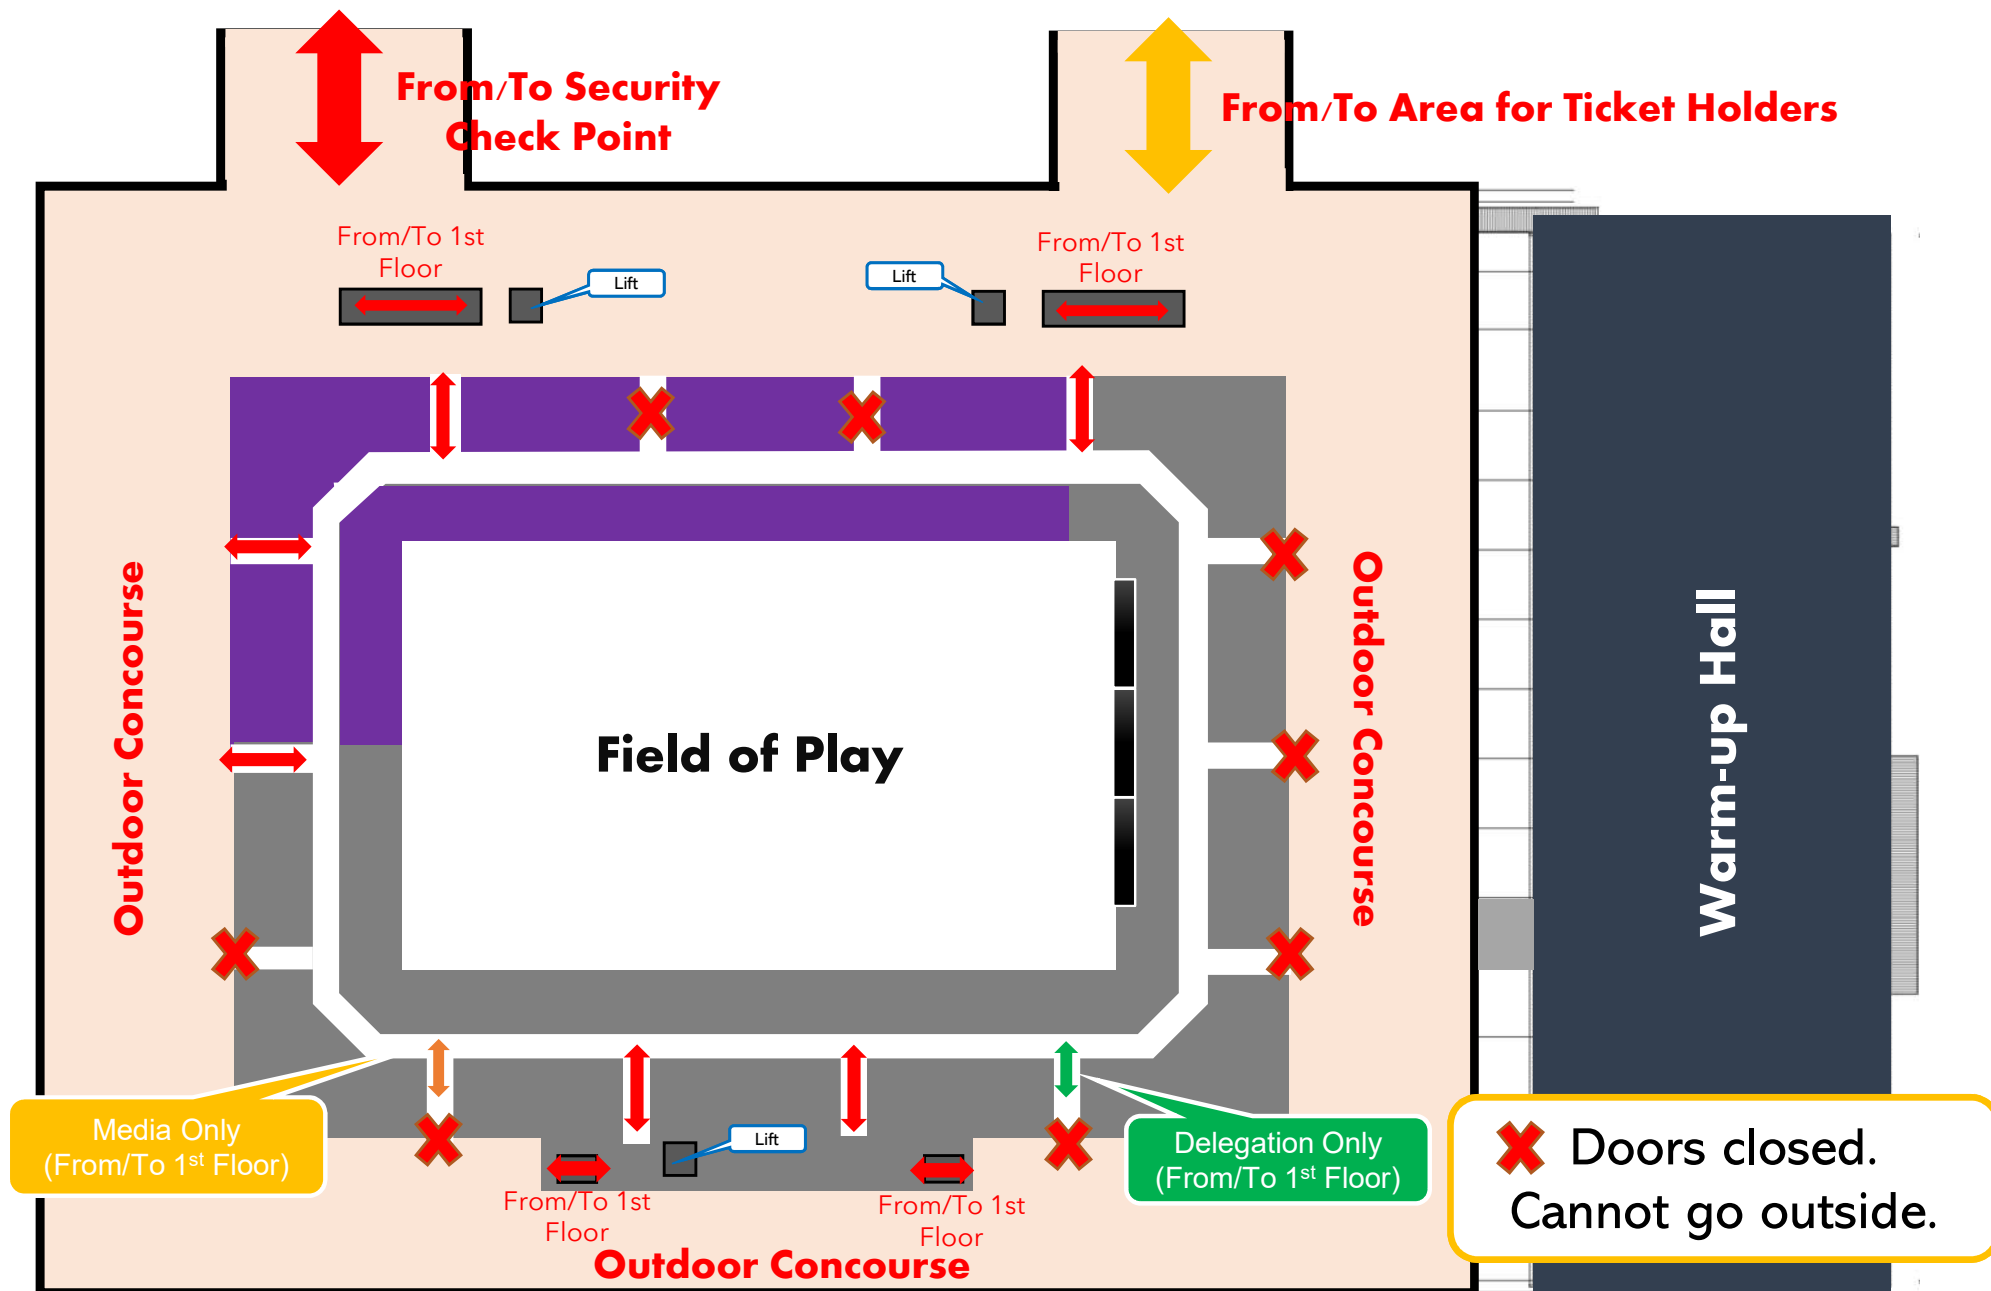 From/To Security
Check Point
From/To Area for Ticket Holders
From/To 1st
Floor
Lift
Lift
From/To 1st
Floor
Outdoor Concourse
Field of Play
Outdoor Concourse
Warm-up Hall
Media Only
(From/To 1st Floor)
Lift
Delegation Only
(From/To 1st Floor)
From/To 1st
Floor
From/To 1st
Floor
Outdoor Concourse
Doors closed.
Cannot go outside.